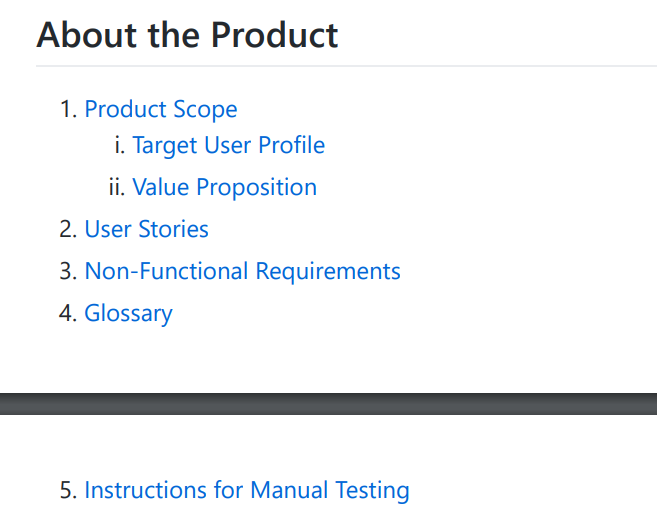 About the Product
1. Product Scope
i. Target User Profile
ii. Value Proposition
2. User Stories
3. Non-Functional Requirements
4. Glossary
5. Instructions for Manual Testing